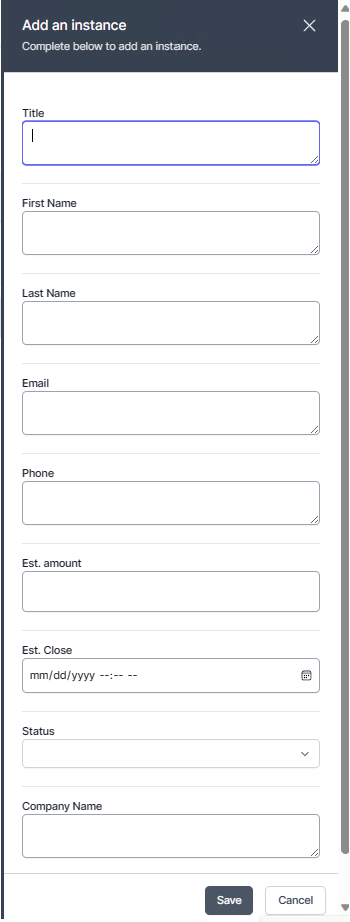 Add an instance
Complete below to add an instance.
Title
First Name
Last Name
Email
Phone
Est. amount
Est. Close
mm/dd/yyyy --:-- --
Status
Company Name
Save Cancel